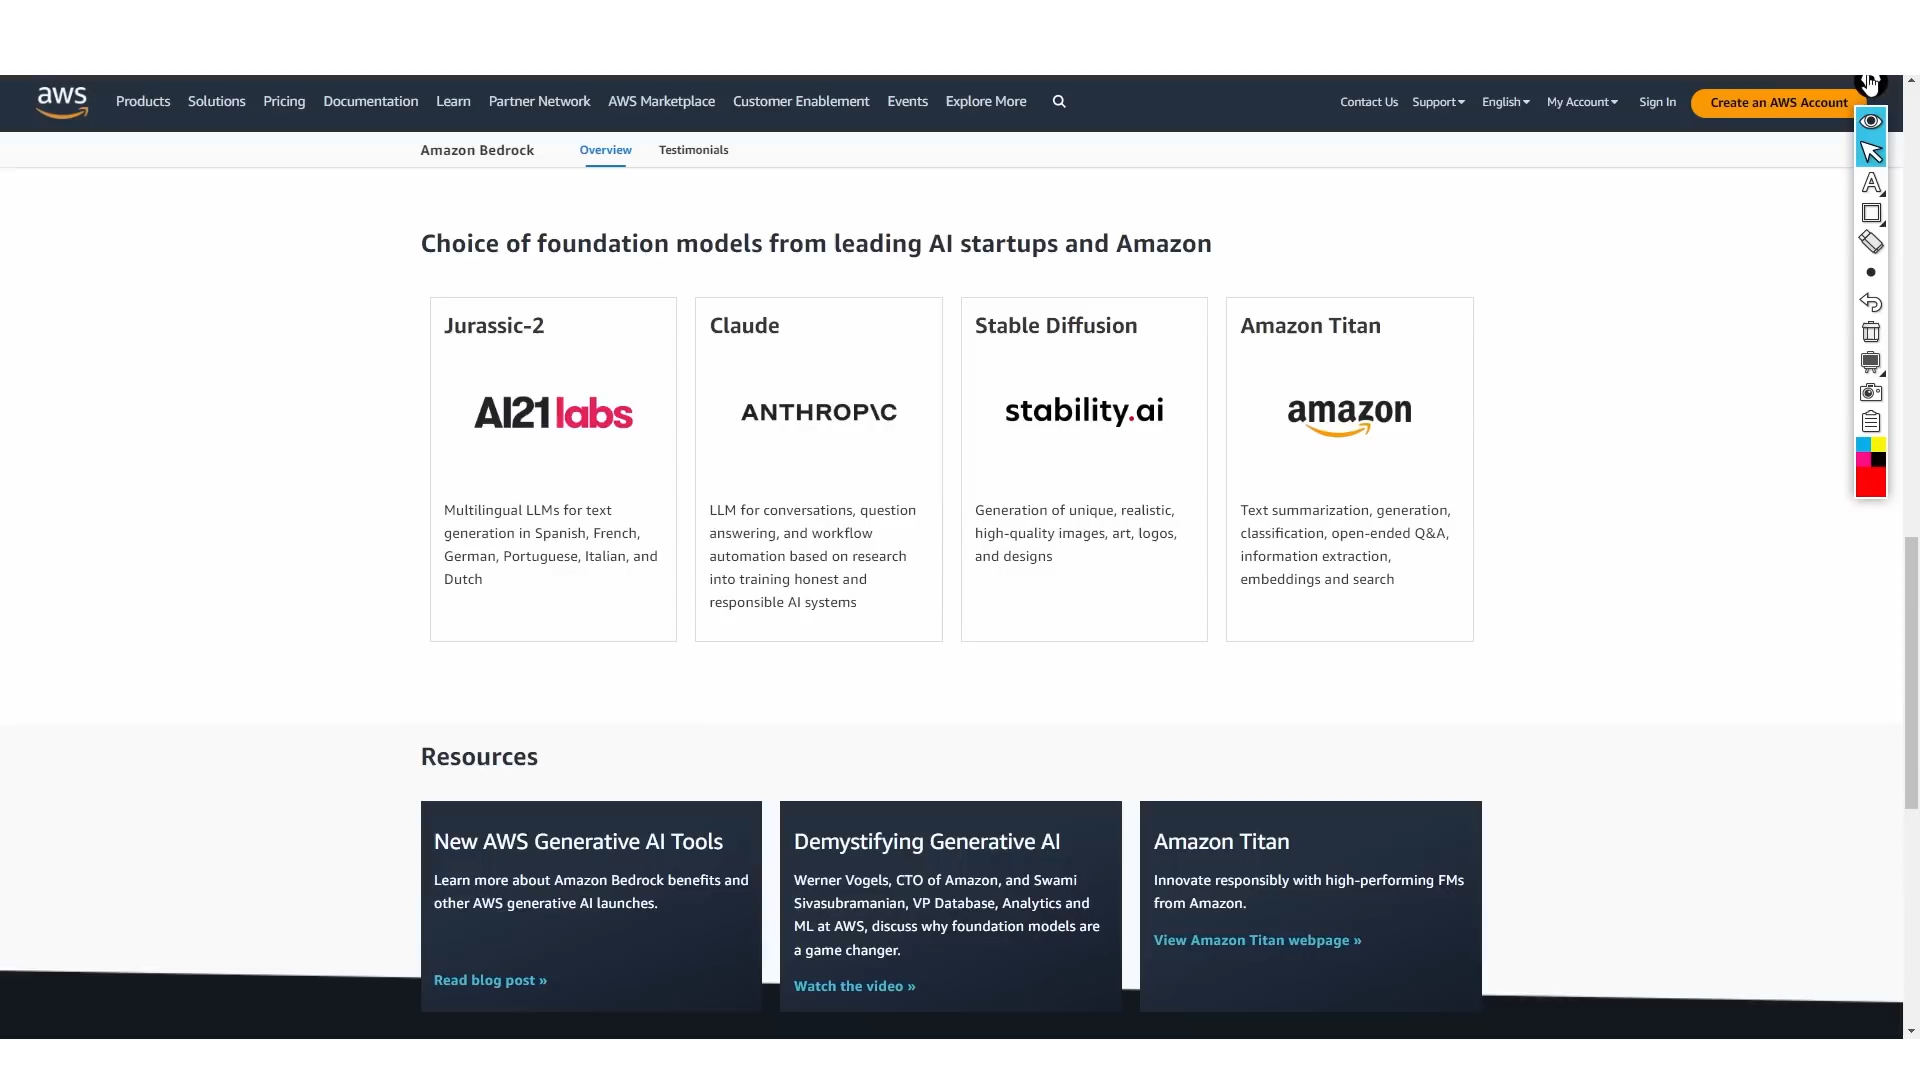 aws
Products Solutions Pricing Documentation Learn Partner Network AWS Marketplace Customer Enablement Events Explore More
Contact Us Support English My Account Sign In Create an AWS Account
Amazon Bedrock Overview Testimonials
Choice of foundation models from leading AI startups and Amazon
Jurassic-2
AI21labs
Multilingual LLMs for text
generation in Spanish, French,
German, Portuguese, Italian, and
Dutch
Claude
ANTHROP\C
LLM for conversations, question
answering, and workflow
automation based on research
into training honest and
responsible AI systems
Stable Diffusion
stability.ai
Generation of unique, realistic,
high-quality images, art, logos,
and designs
Amazon Titan
amazon
Text summarization, generation,
classification, open-ended Q&A,
information extraction,
embeddings and search
Resources
New AWS Generative AI Tools
Learn more about Amazon Bedrock benefits and
other AWS generative AI launches.
Read blog post »
Demystifying Generative AI
Werner Vogels, CTO of Amazon, and Swami
Sivasubramanian, VP Database, Analytics and
ML at AWS, discuss why foundation models are
a game changer.
Watch the video »
Amazon Titan
Innovate responsibly with high-performing FMs
from Amazon.
View Amazon Titan webpage »
A